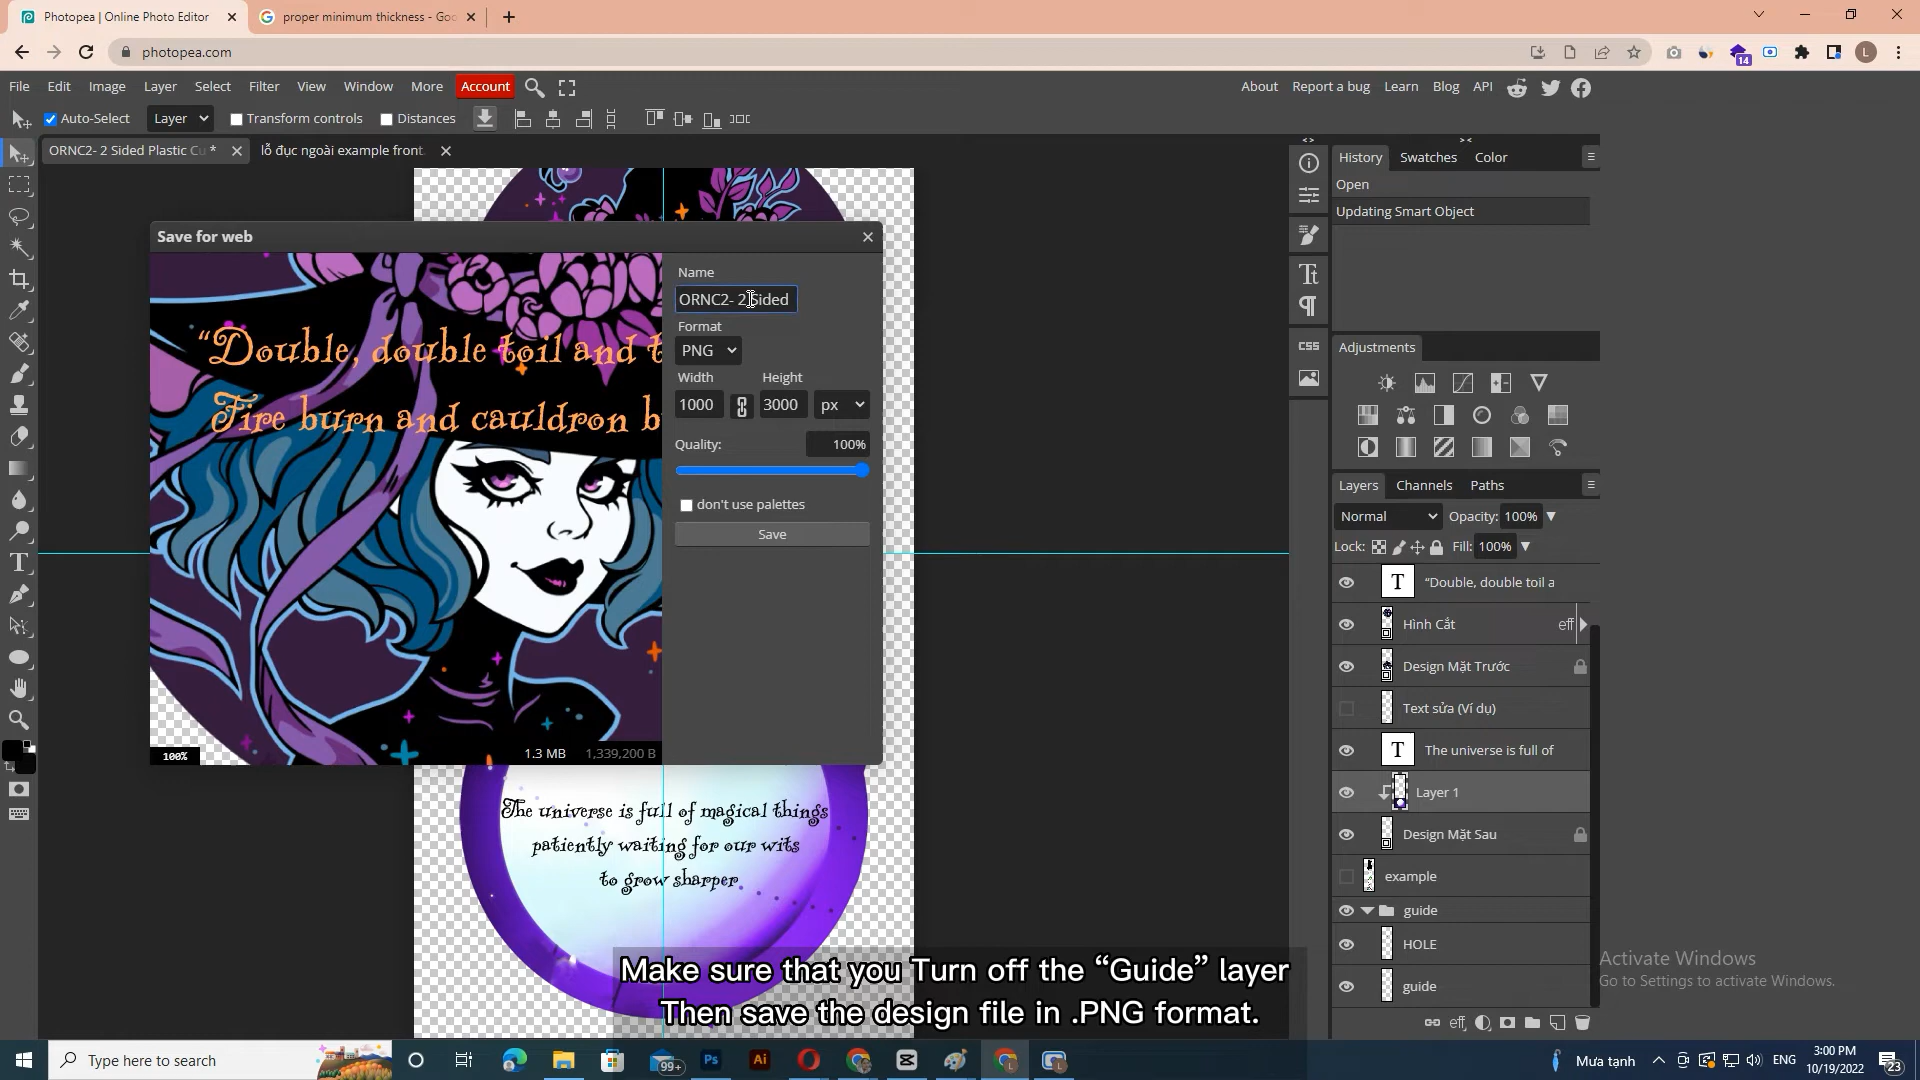 Photopea | Online Photo Editor
proper minimum thickness - Goo
photopea.com
14
L
File Edit Image Layer Select Filter View Window More Account
About Report a bug Learn Blog API
Auto-Select Layer Transform controls Distances
ORNC2- 2 Sided Plastic Cu *
lỗ đục ngoài example front.
Save for web
Name
ORNC2- 2 Sided
Format
PNG
Width Height
1000 3000 px
Quality: 100%
don't use palettes
Save
“Double, double toil and t
Fire burn and cauldron b
100%
1.3 MB 1,339,200 B
The universe is full of magical things
patiently waiting for our wits
to grow sharper
History Swatches Color
Open
Updating Smart Object
CSS
Adjustments
Layers Channels Paths
Normal Opacity: 100%
Lock: Fill: 100%
T “Double, double toil a
Hình Cắt eff
Design Mặt Trước
Text sửa (Ví dụ)
T The universe is full of
Layer 1
Design Mặt Sau
example
guide
HOLE
guide
eff
Activate Windows
Go to Settings to activate Windows.
Make sure that you Turn off the “Guide” layer
Then save the design file in .PNG format.
Type here to search
99+
Ps
Ai
Mưa tạnh
ENG
3:00 PM
10/19/2022
23